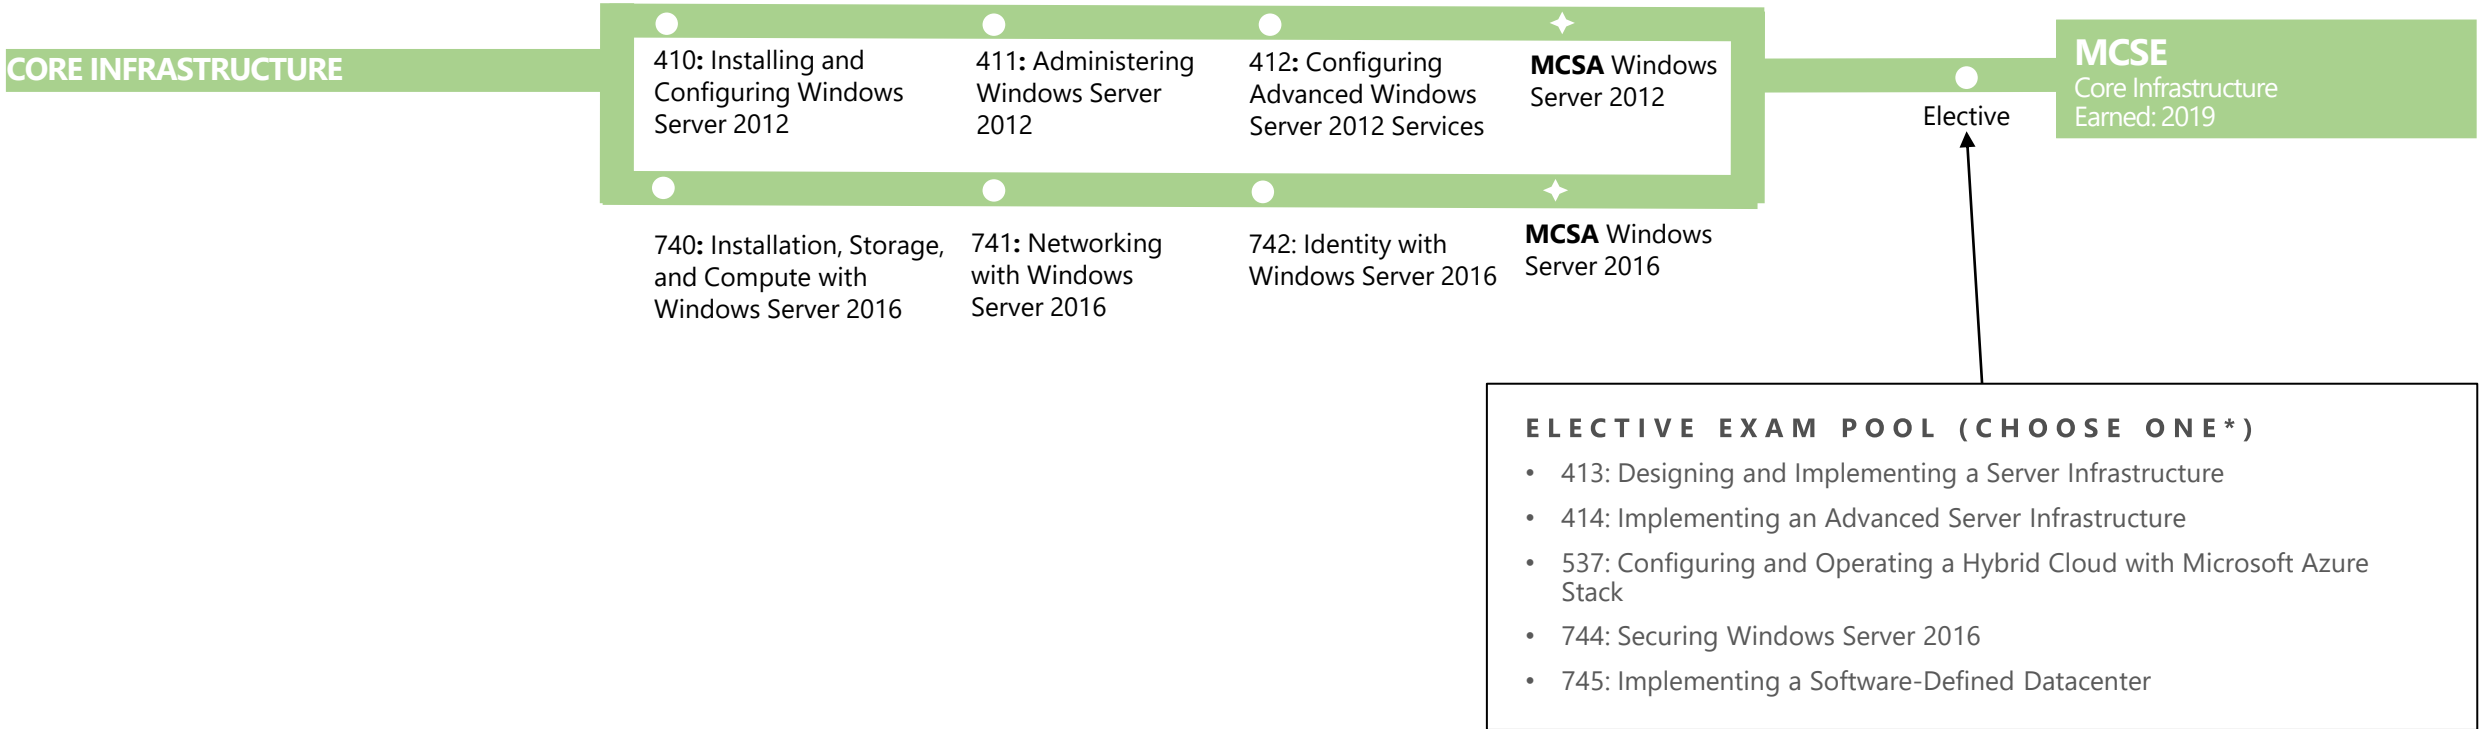 CORE INFRASTRUCTURE
410: Installing and
Configuring Windows
Server 2012
411: Administering
Windows Server
2012
412: Configuring
Advanced Windows
Server 2012 Services
MCSA Windows
Server 2012
Elective
MCSE
Core Infrastructure
Earned: 2019
740: Installation, Storage,
and Compute with
Windows Server 2016
741: Networking
with Windows
Server 2016
742: Identity with
Windows Server 2016
MCSA Windows
Server 2016
ELECTIVE EXAM POOL (CHOOSE ONE*)
• 413: Designing and Implementing a Server Infrastructure
• 414: Implementing an Advanced Server Infrastructure
• 537: Configuring and Operating a Hybrid Cloud with Microsoft Azure
Stack
• 744: Securing Windows Server 2016
• 745: Implementing a Software-Defined Datacenter